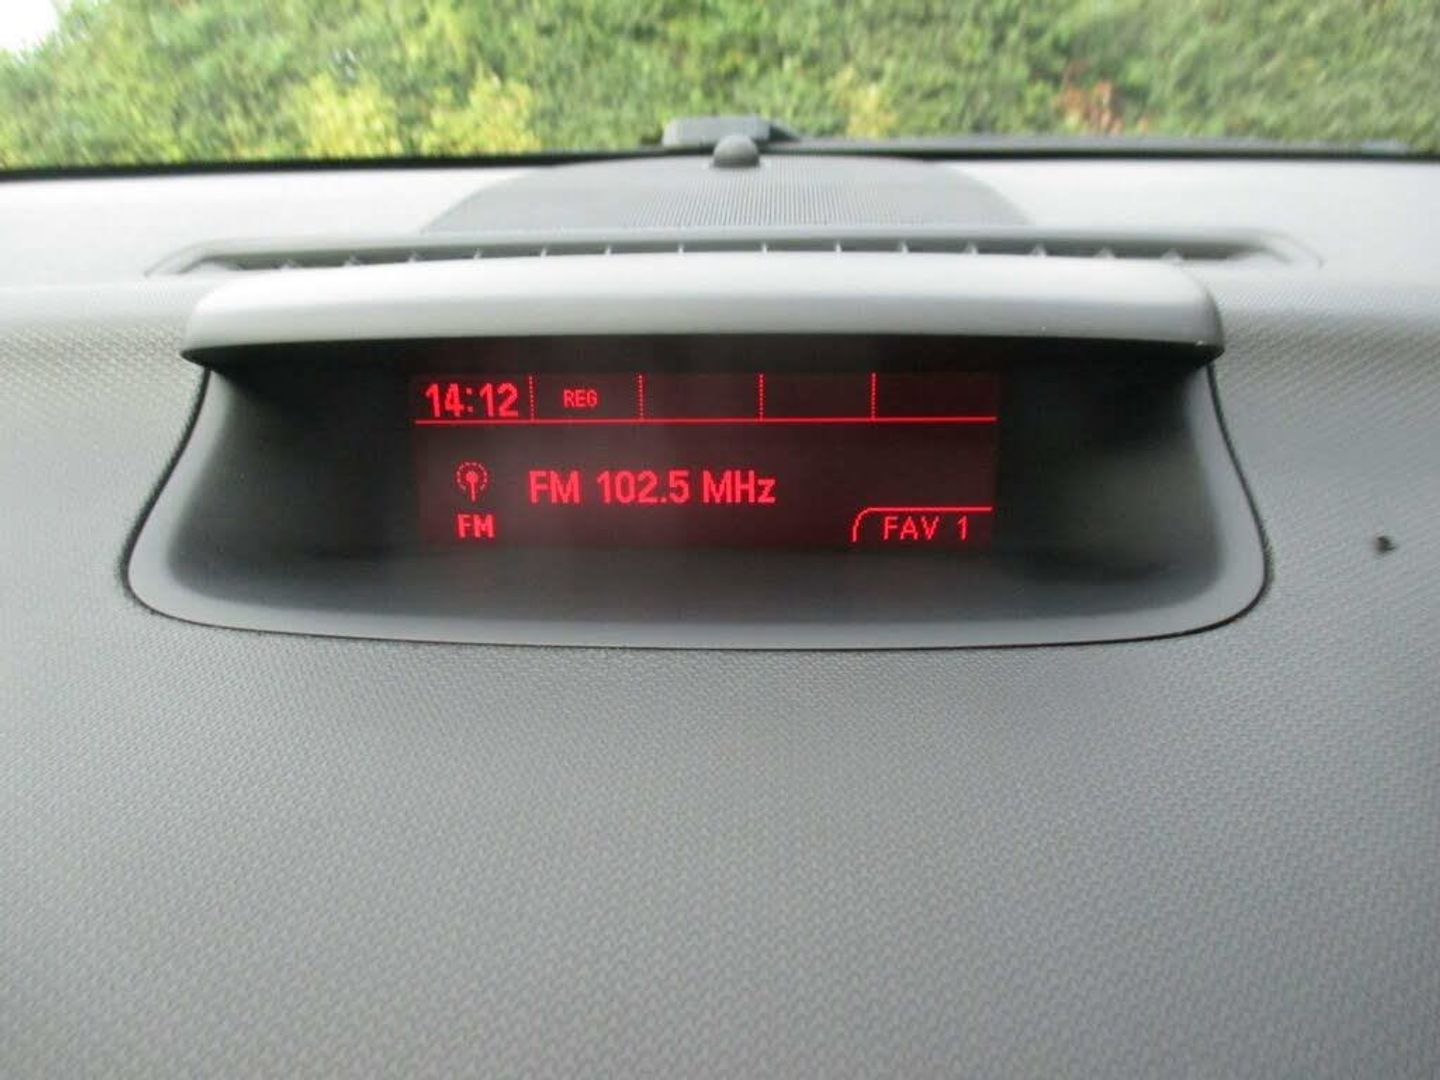 14:12 REG
FM 102.5 MHz
FM FAV 1